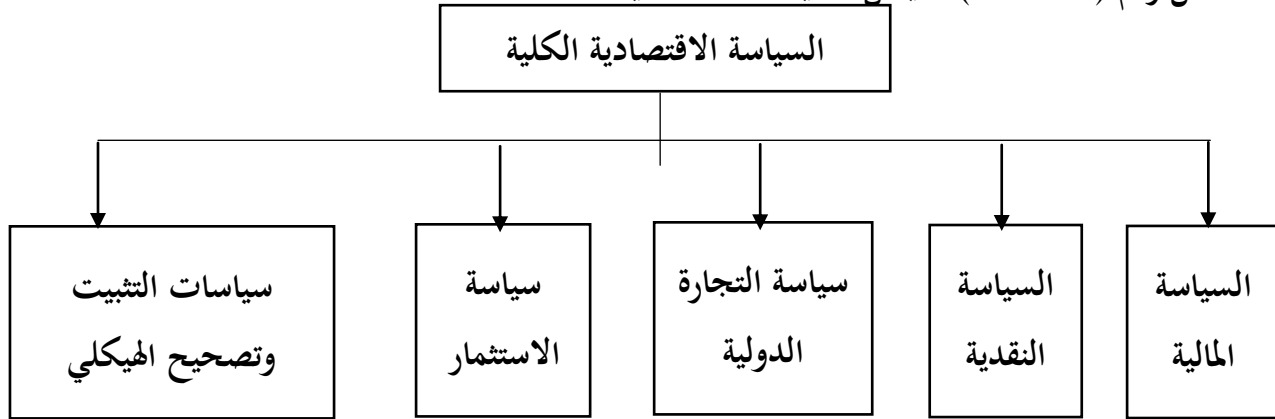 السياسة الاقتصادية الكلية
السياسة
المالية
السياسة
النقدية
سياسة التجارة
الدولية
سياسة
الاستثمار
سياسات التثبيت
وتصحيح الهيكلي